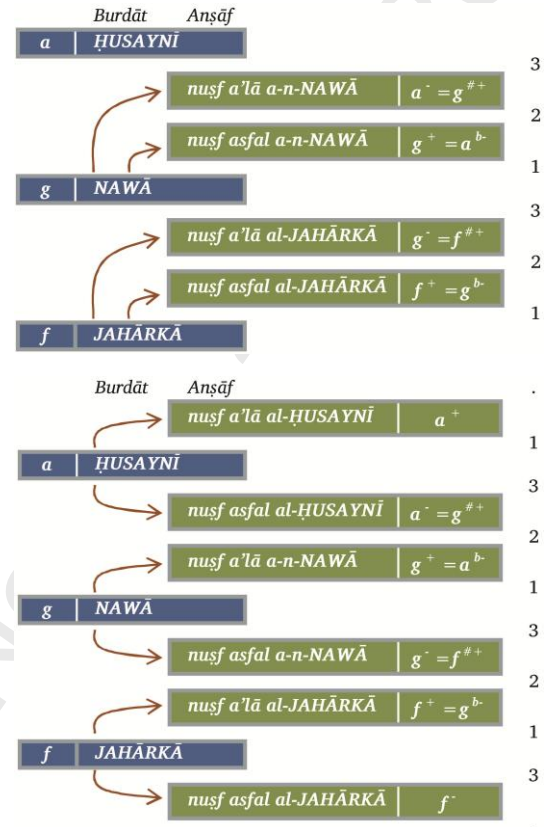 Burdāt Anṣāf
a ḤUSAYNĪ
3
nuṣf a'lā a-n-NAWĀ a⁻ = g#⁺
2
nuṣf asfal a-n-NAWĀ g⁺ = aᵇ⁻
1
g NAWĀ
3
nuṣf a'lā al-JAHĀRKĀ g⁻ = f#⁺
2
nuṣf asfal al-JAHĀRKĀ f⁺ = gᵇ⁻
1
f JAHĀRKĀ
Burdāt Anṣāf .
nuṣf a'lā al-ḤUSAYNĪ a⁺
1
a ḤUSAYNĪ
3
nuṣf asfal al-ḤUSAYNĪ a⁻ = g#⁺
2
nuṣf a'lā a-n-NAWĀ g⁺ = aᵇ⁻
1
g NAWĀ
3
nuṣf asfal a-n-NAWĀ g⁻ = f#⁺
2
nuṣf a'lā al-JAHĀRKĀ f⁺ = gᵇ⁻
1
f JAHĀRKĀ
3
nuṣf asfal al-JAHĀRKĀ f⁻